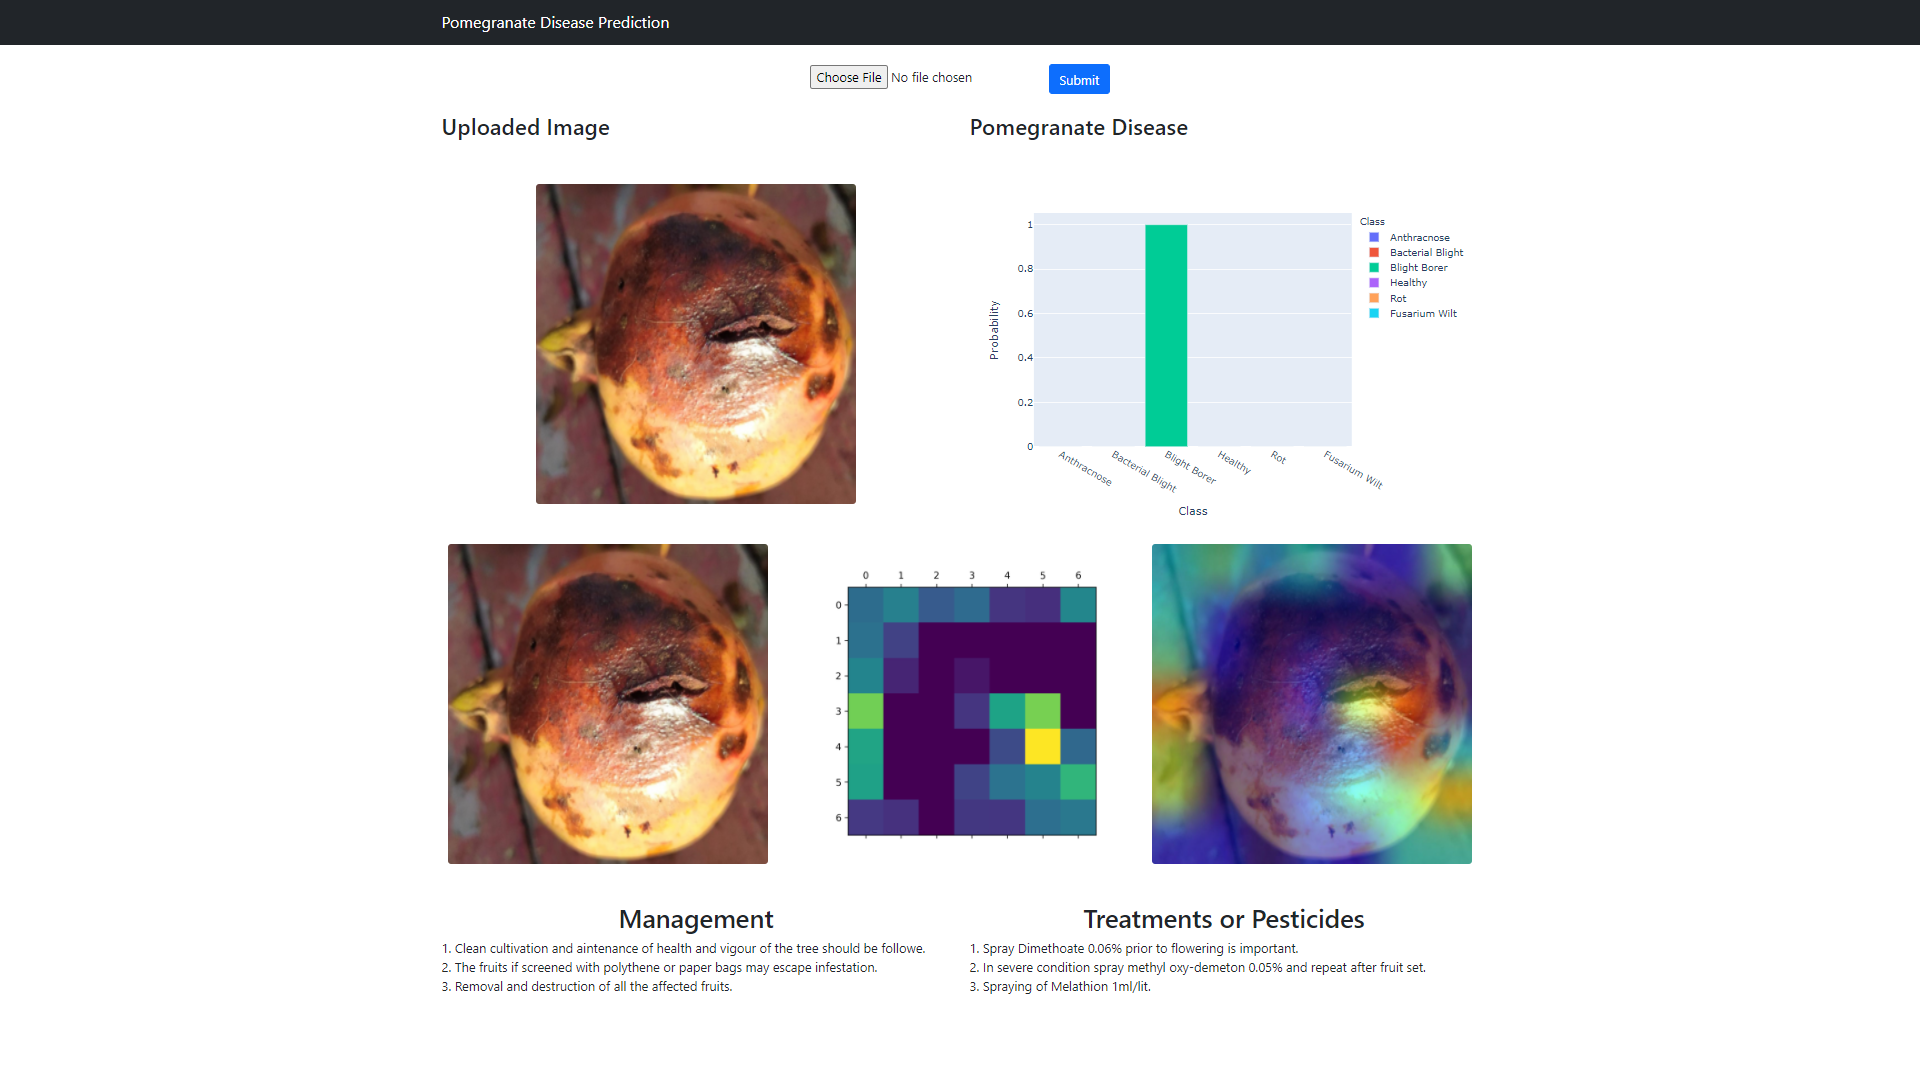 Pomegranate Disease Prediction
Choose File No file chosen Submit
Uploaded Image
Pomegranate Disease
Probability
1
0.8
0.6
0.4
0.2
0
Anthracnose
Bacterial Blight
Blight Borer
Healthy
Rot
Fusarium Wilt
Class
Class
Anthracnose
Bacterial Blight
Blight Borer
Healthy
Rot
Fusarium Wilt
0 1 2 3 4 5 6
0
1
2
3
4
5
6
Management
1. Clean cultivation and aintenance of health and vigour of the tree should be followe.
2. The fruits if screened with polythene or paper bags may escape infestation.
3. Removal and destruction of all the affected fruits.
Treatments or Pesticides
1. Spray Dimethoate 0.06% prior to flowering is important.
2. In severe condition spray methyl oxy-demeton 0.05% and repeat after fruit set.
3. Spraying of Melathion 1ml/lit.